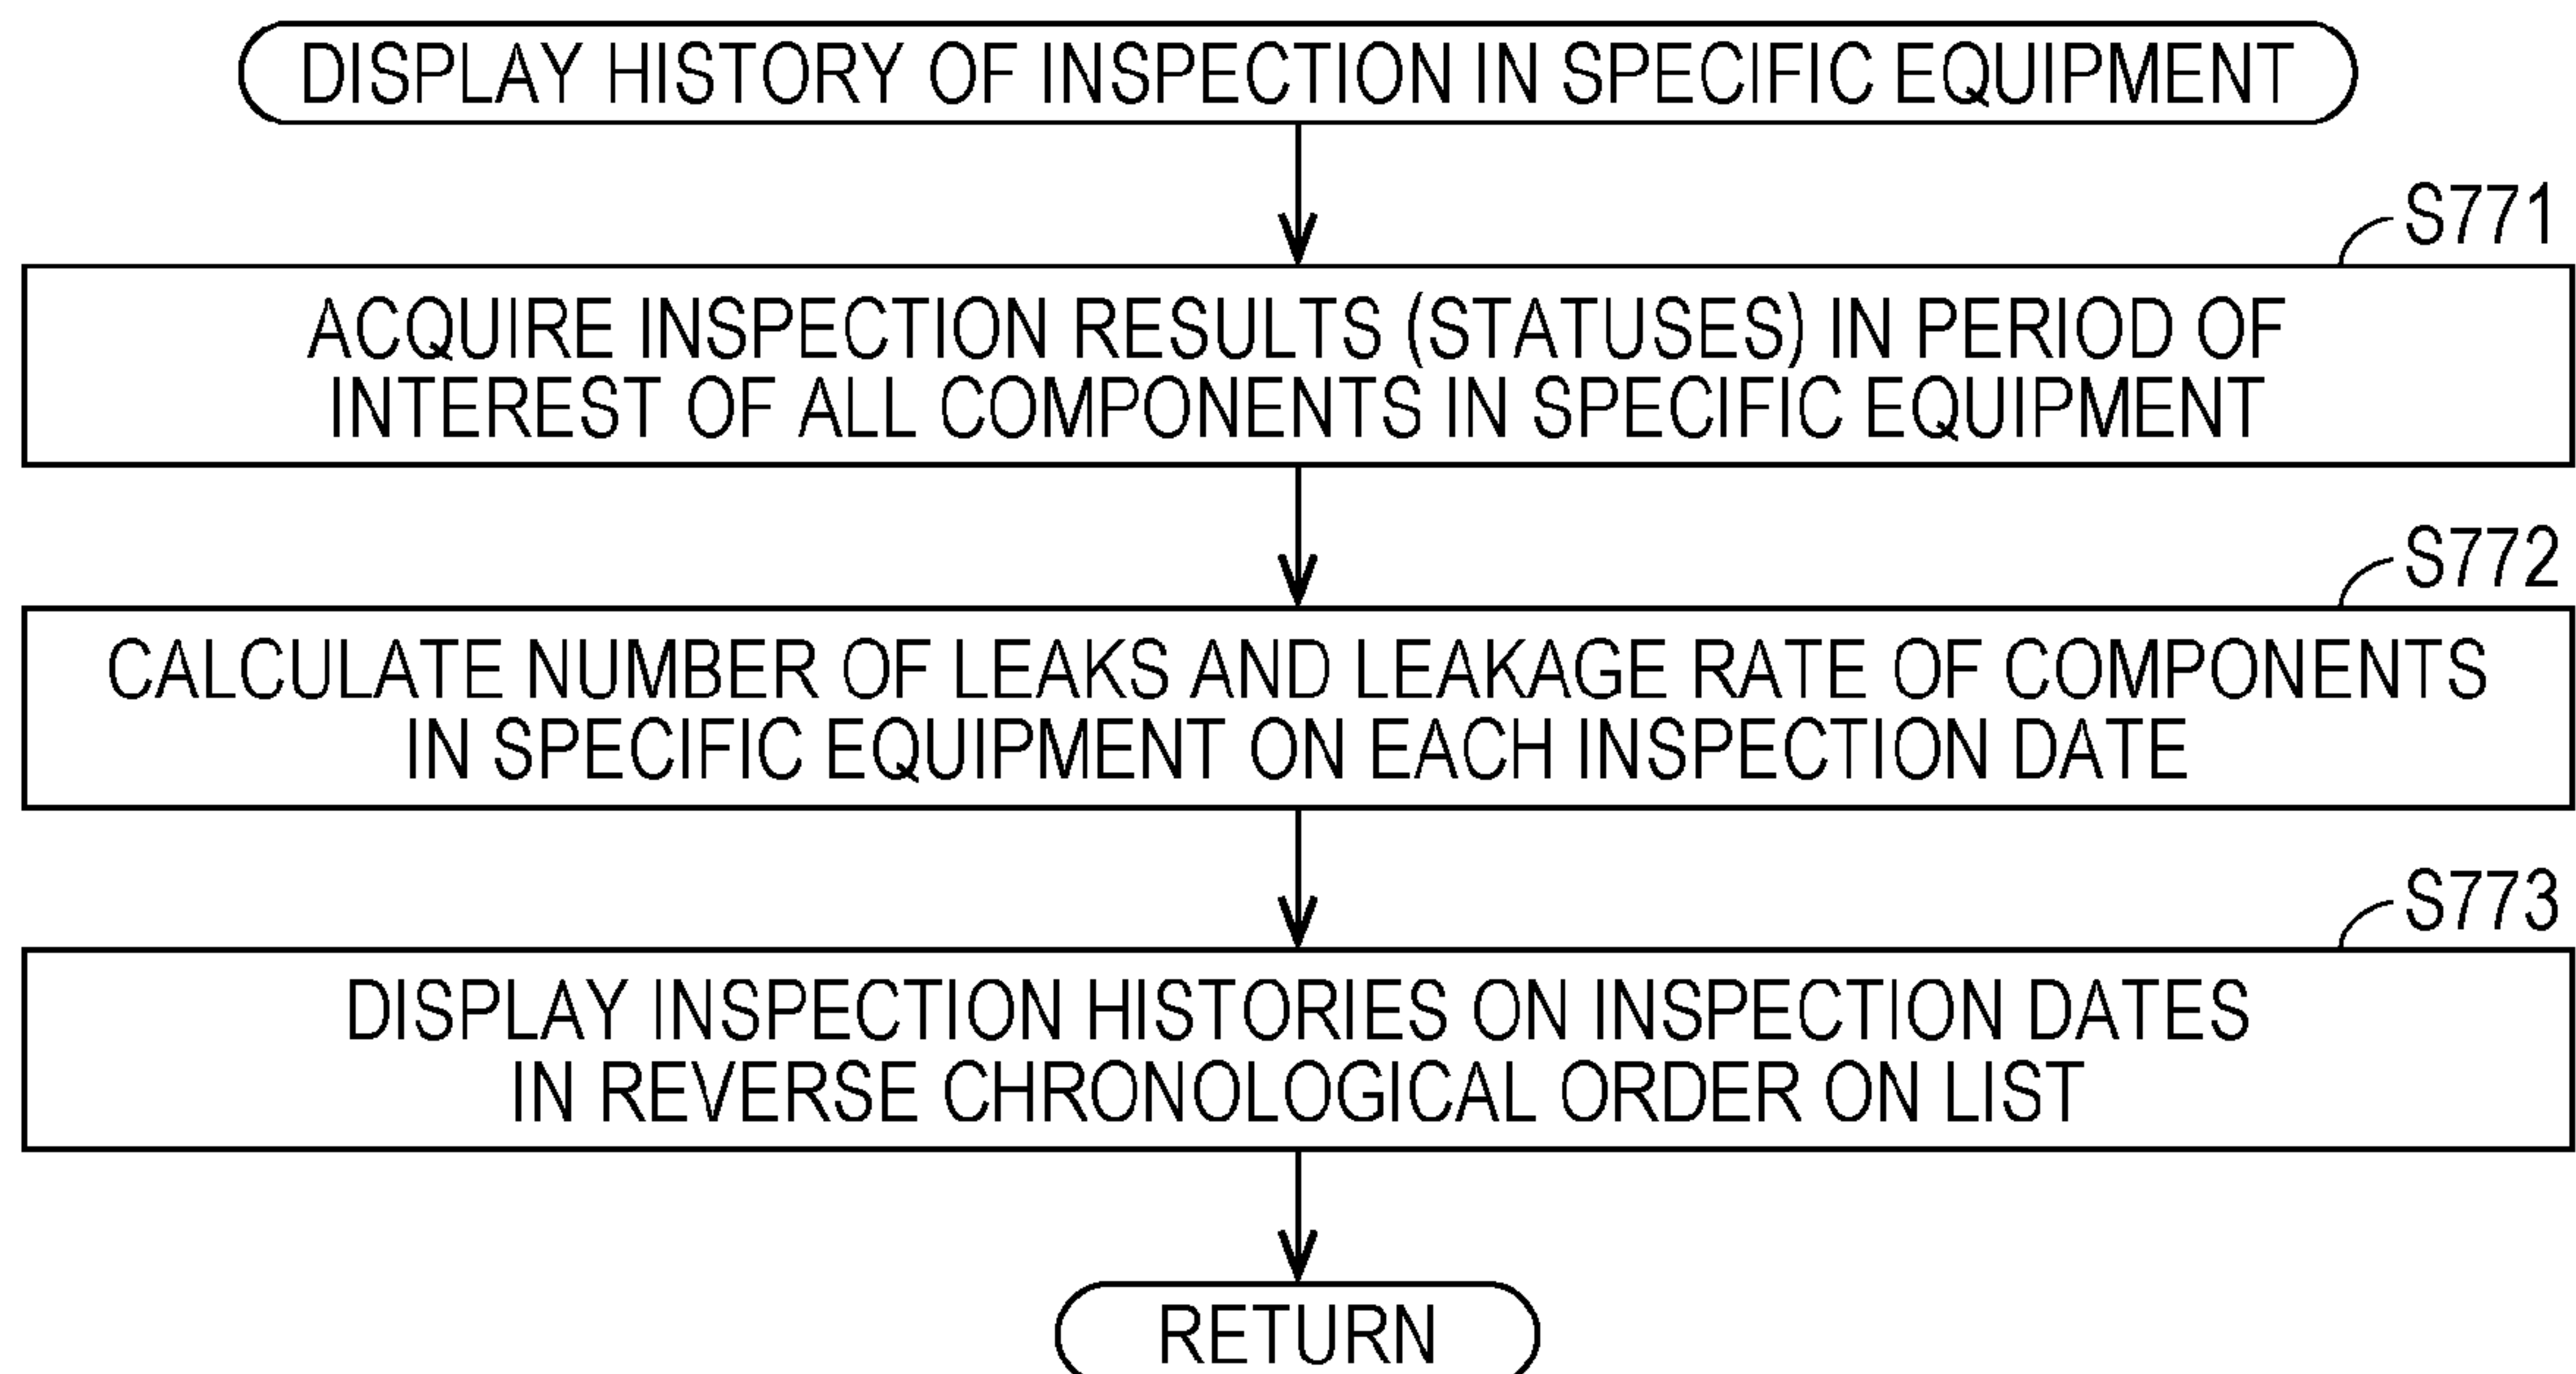 DISPLAY HISTORY OF INSPECTION IN SPECIFIC EQUIPMENT
S771
ACQUIRE INSPECTION RESULTS (STATUSES) IN PERIOD OF
INTEREST OF ALL COMPONENTS IN SPECIFIC EQUIPMENT
S772
CALCULATE NUMBER OF LEAKS AND LEAKAGE RATE OF COMPONENTS
IN SPECIFIC EQUIPMENT ON EACH INSPECTION DATE
S773
DISPLAY INSPECTION HISTORIES ON INSPECTION DATES
IN REVERSE CHRONOLOGICAL ORDER ON LIST
RETURN